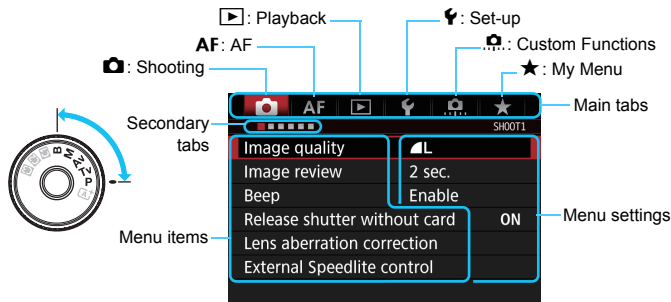 : Playback
: Set-up
AF: AF
: Custom Functions
: Shooting
: My Menu
AF
Main tabs
Secondary tabs
SHOOT1
Image quality L
Image review 2 sec.
Beep Enable
Release shutter without card ON
Lens aberration correction
External Speedlite control
Menu items
Menu settings
B
M
Av
Tv
P
A+